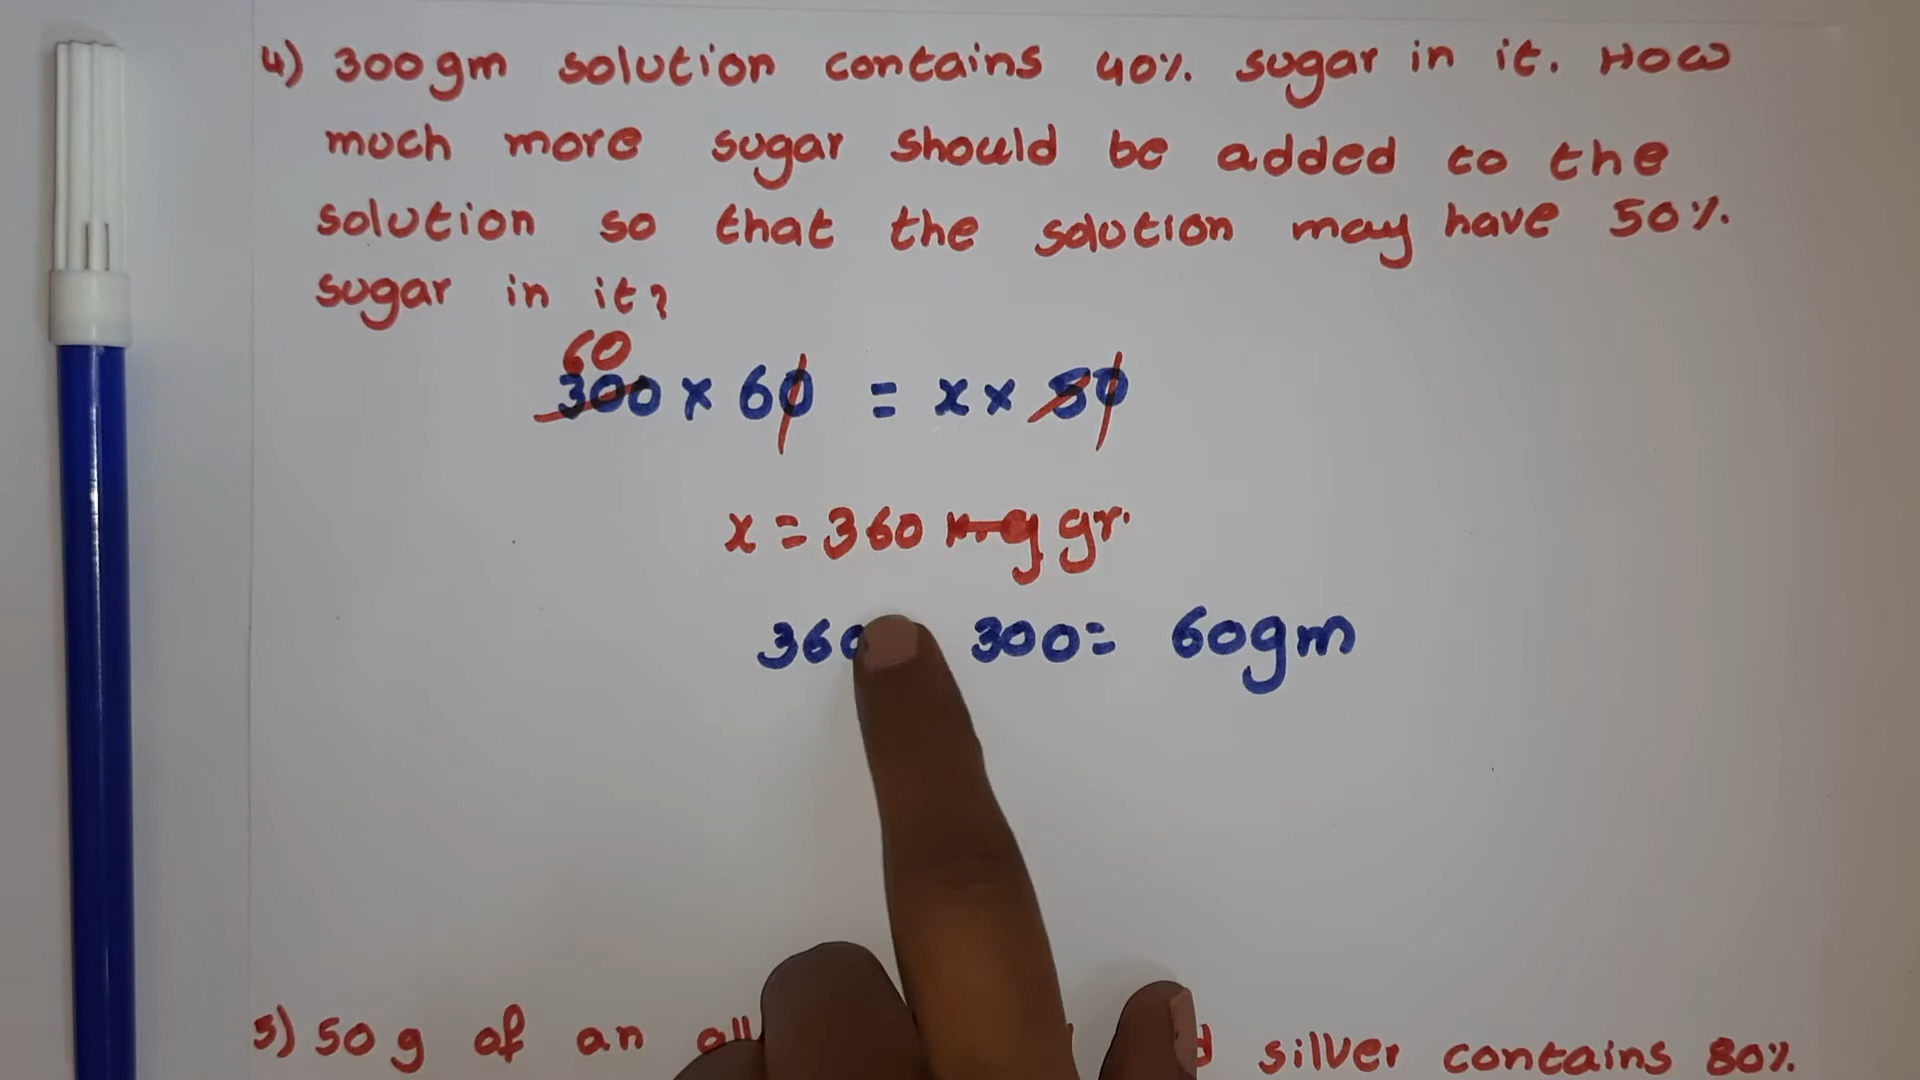 4) 300gm solution contains 40%. sugar in it. How
much more sugar should be added to the
solution so that the solution may have 50%.
sugar in it?
60
300 x 60 = x x 50
x = 360 gr.
360 300 = 60gm
5) 50 g of an silver contains 80%.